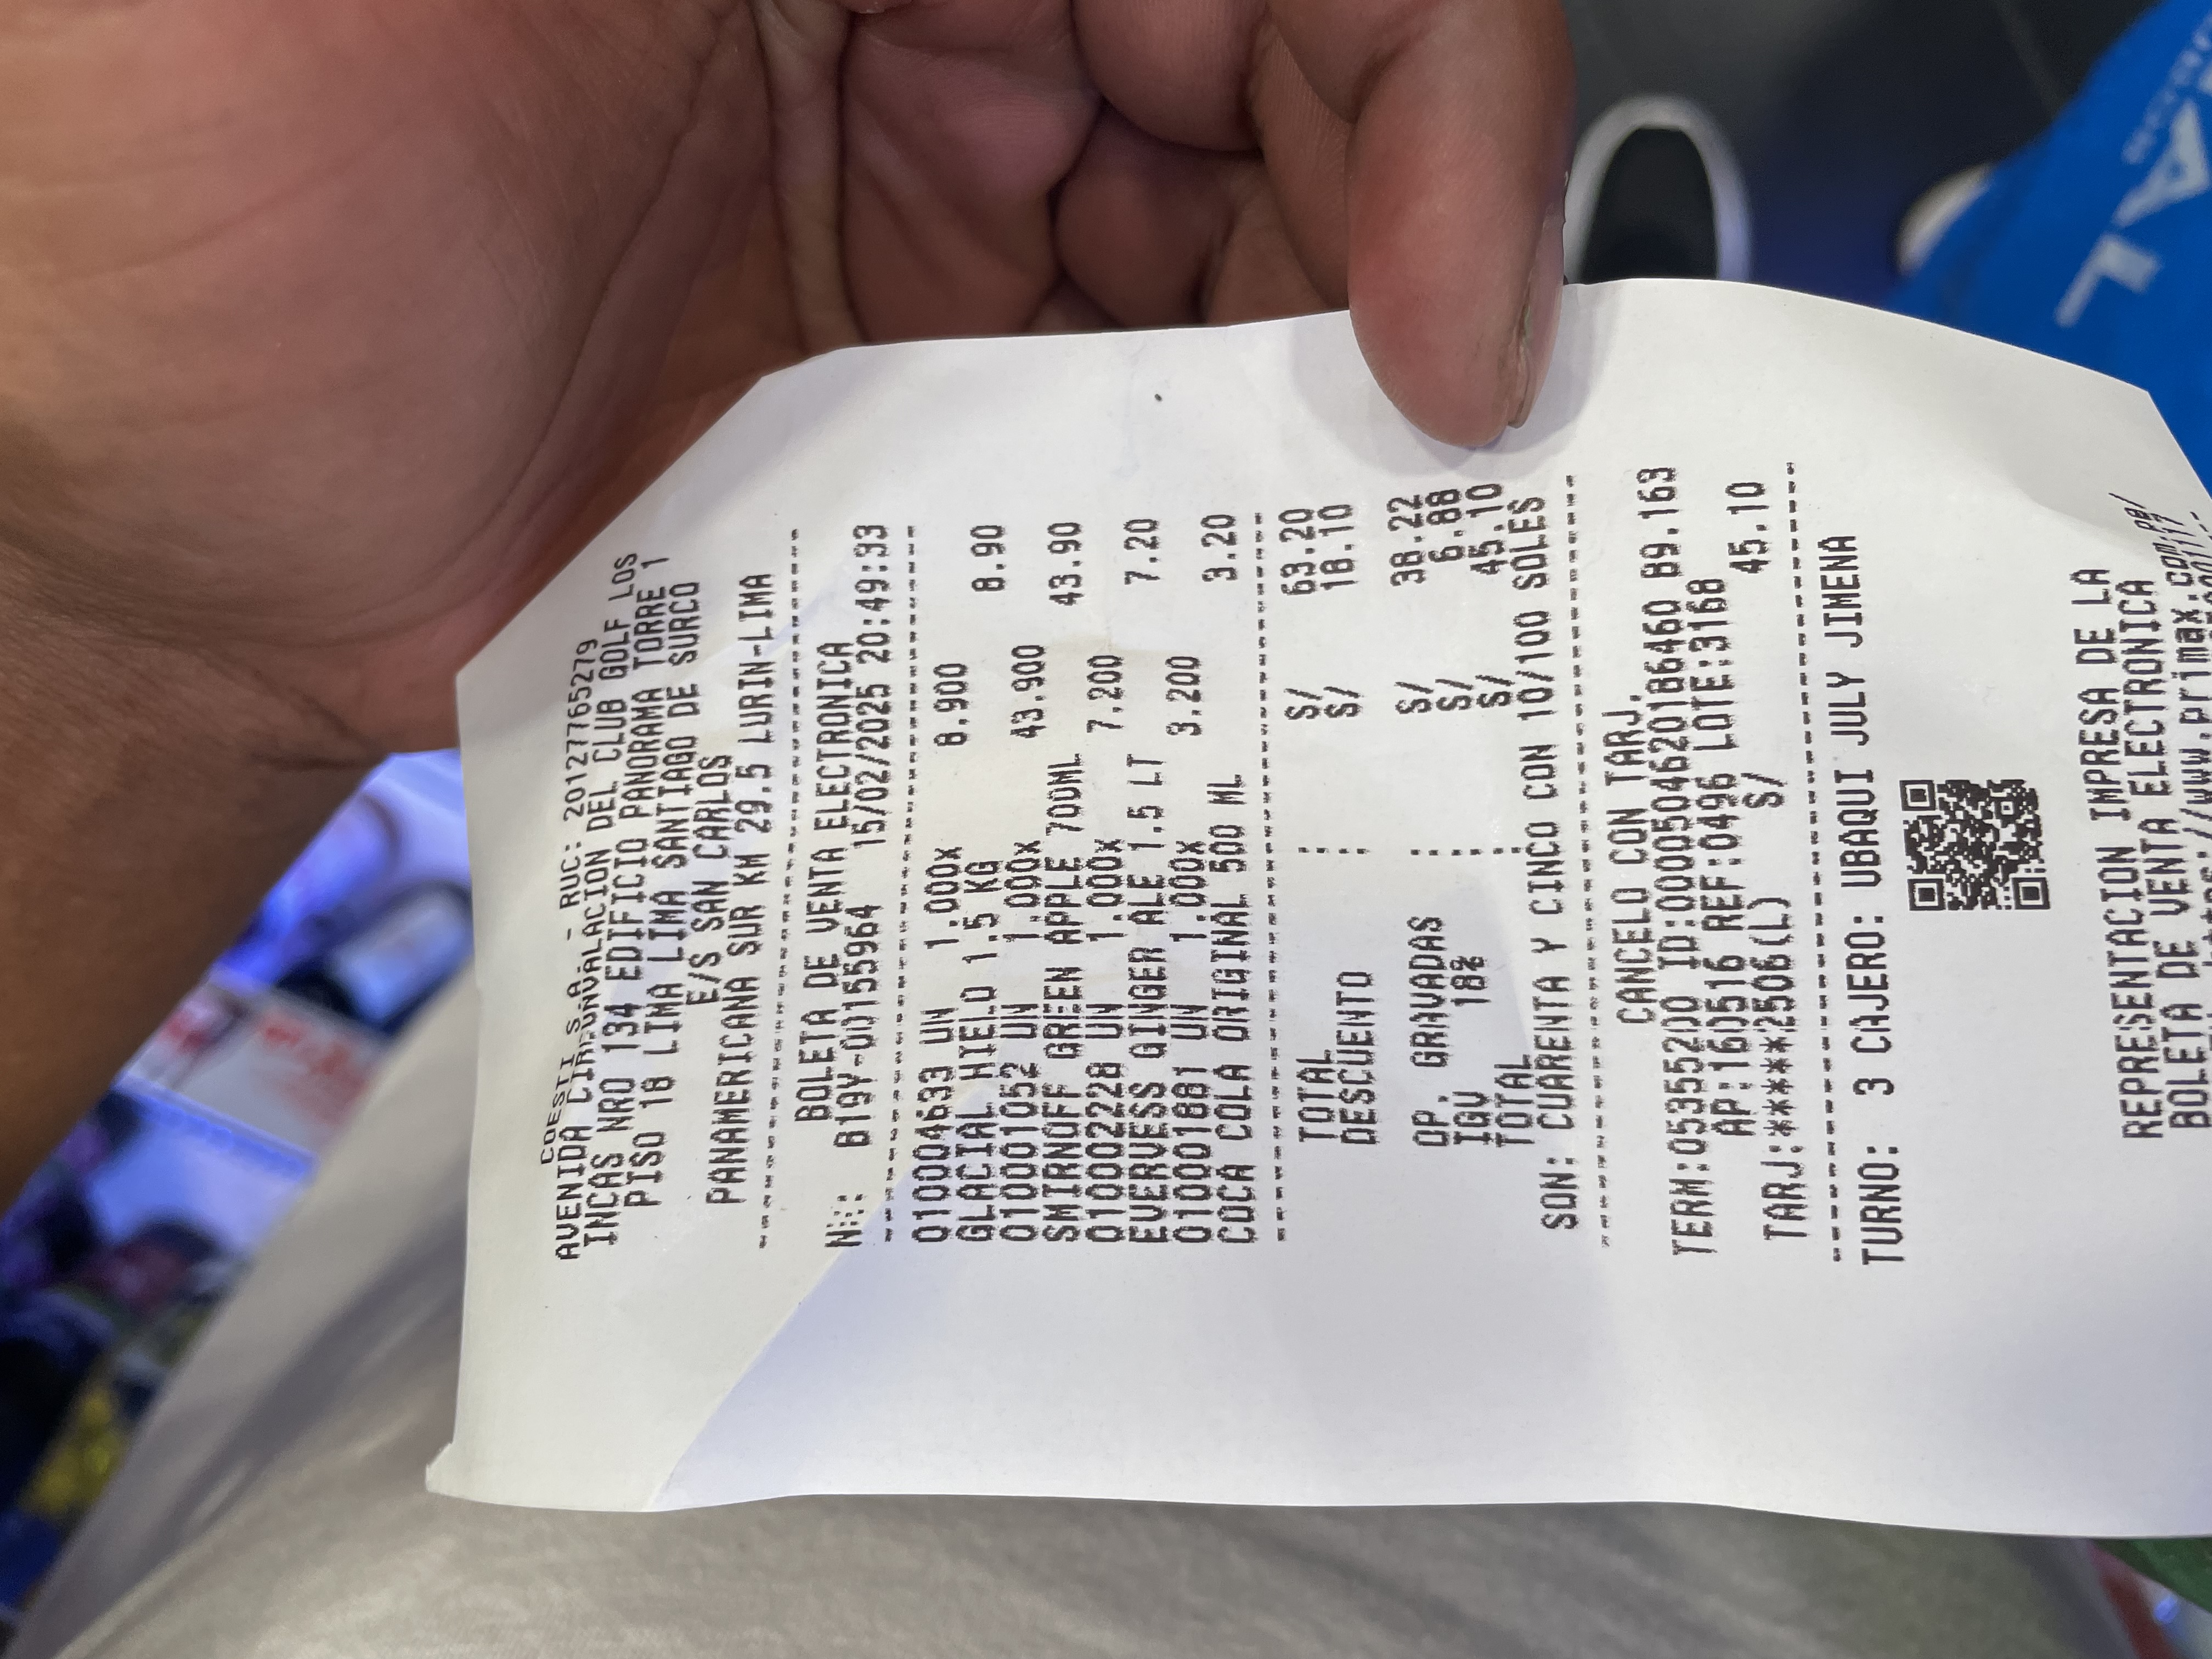 COESTI S.A. - RUC: 20127765279
AVENIDA CIRCUNVALACION DEL CLUB GOLF LOS
INCAS NRO 134 EDIFICIO PANORAMA TORRE 1
PISO 18 LIMA LIMA SANTIAGO DE SURCO
E/S SAN CARLOS
PANAMERICANA SUR KM 29.5 LURIN-LIMA
BOLETA DE VENTA ELECTRONICA
N:: B19Y-0155964 15/02/2025 20:49:33
010004633 UN 1.000x 8.900 8.90
GLACIAL HIELO 1.5 KG
010001052 UN 1.000x 43.900 43.90
SMIRNOFF GREEN APPLE 700ML
010002228 UN 1.000x 7.200 7.20
EVERVESS GINGER ALE 1.5 LT
010001881 UN 1.000x 3.200 3.20
COCA COLA ORIGINAL 500 ML
TOTAL : S/ 63.20
DESCUENTO : S/ 18.10
OP. GRAVADAS : S/ 38.22
IGV 18% : S/ 6.88
TOTAL : S/ 45.10
SON: CUARENTA Y CINCO CON 10/100 SOLES
CANCELO CON TARJ.
TERM:05355200 ID:0000504620186460 89.163
AP:160516 REF:0496 LOTE:3168
TARJ:******2506(L) S/ 45.10
TURNO: 3 CAJERO: UBAQUI JULY JIMENA
REPRESENTACION IMPRESA DE LA
BOLETA DE VENTA ELECTRONICA